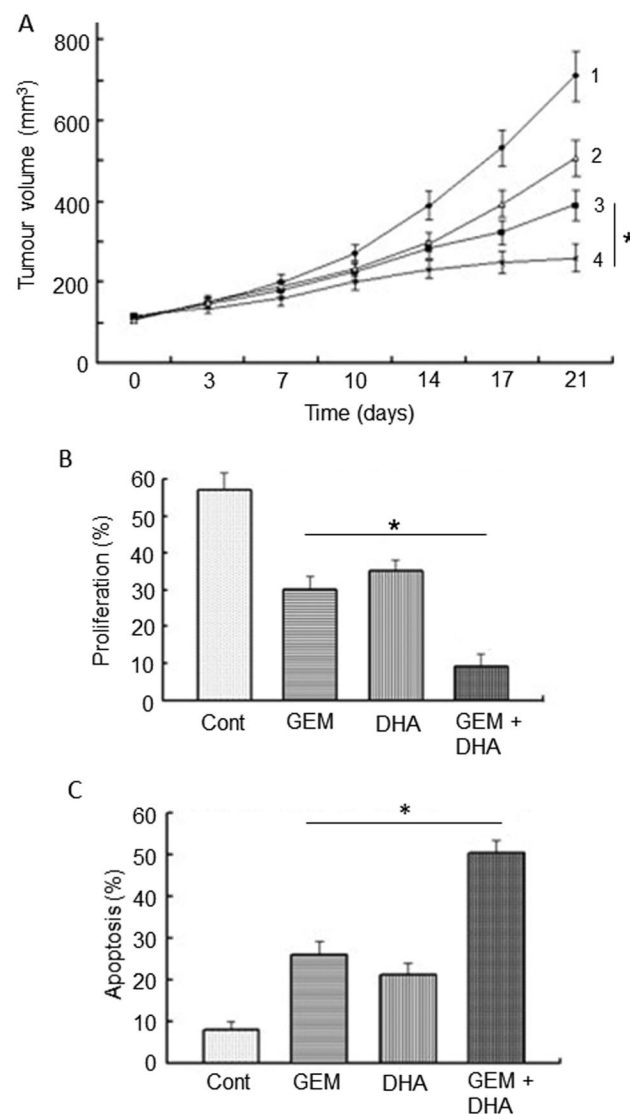 A
Tumour volume (mm³)
800
600
400
200
0
1
2
3
4
*
0 3 7 10 14 17 21
Time (days)
B
Proliferation (%)
60
50
40
30
20
10
0
*
Cont GEM DHA GEM +
DHA
C
Apoptosis (%)
60
50
40
30
20
10
0
*
Cont GEM DHA GEM +
DHA